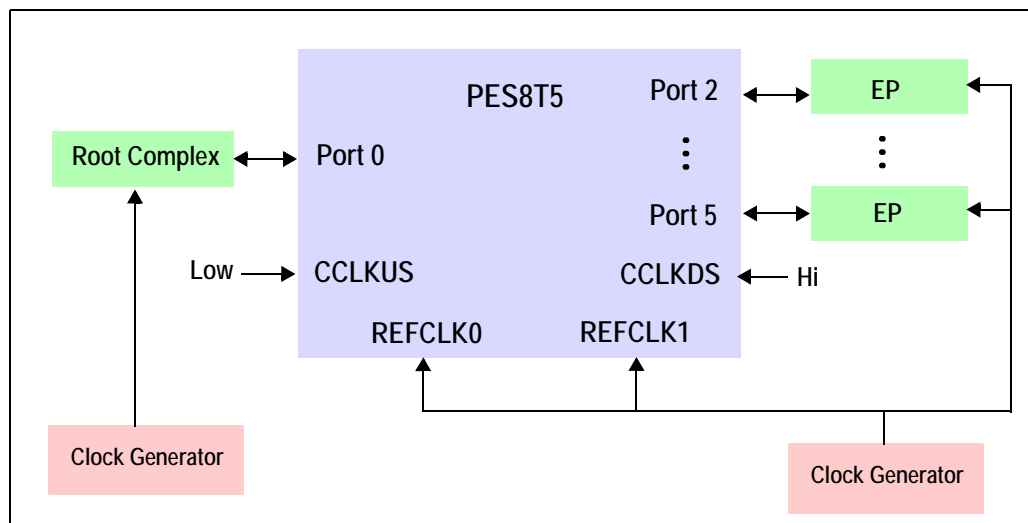 PES8T5
Port 2
EP
Root Complex
Port 0
Port 5
EP
Low
CCLKUS
CCLKDS
Hi
REFCLK0
REFCLK1
Clock Generator
Clock Generator